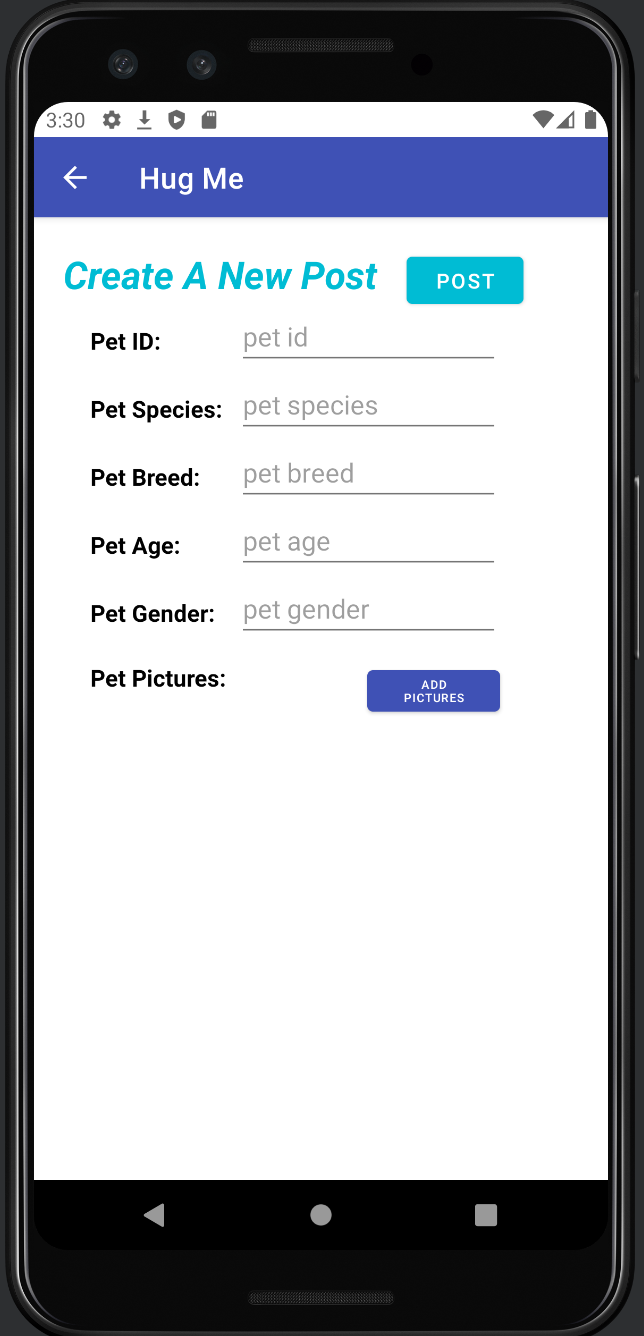 3:30
Hug Me
Create A New Post
POST
Pet ID:
pet id
Pet Species:
pet species
Pet Breed:
pet breed
Pet Age:
pet age
Pet Gender:
pet gender
Pet Pictures:
ADD
PICTURES